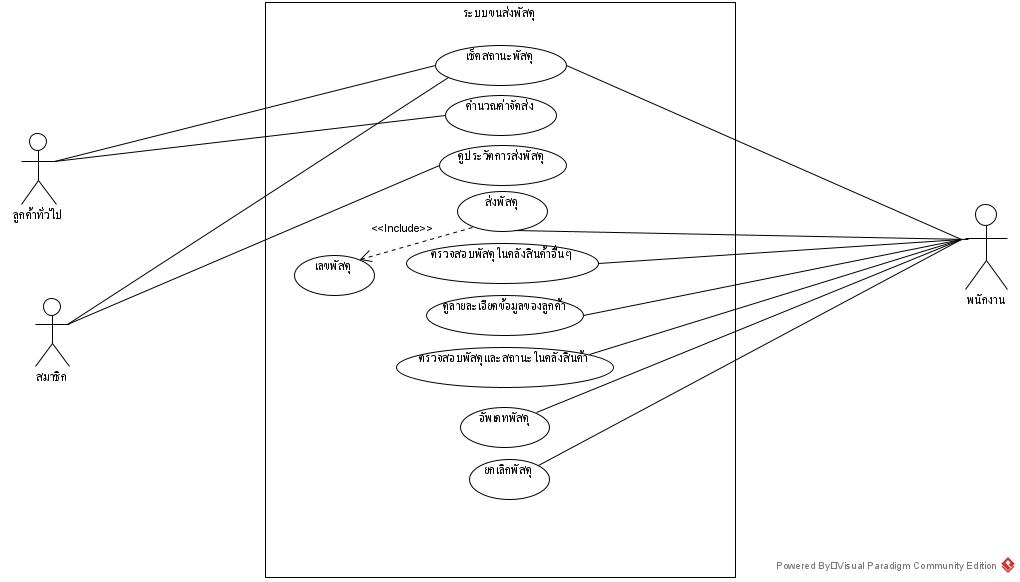 ระบบขนส่งพัสดุ
เช็คสถานะพัสดุ
คำนวณค่าจัดส่ง
ดูประวัติการส่งพัสดุ
ลูกค้าทั่วไป
ส่งพัสดุ
<<Include>>
ตรวจสอบพัสดุในคลังสินค้าอื่นๆ
เลขพัสดุ
พนักงาน
ดูลายละเอียดข้อมูลของลูกค้า
ตรวจสอบพัสดุและสถานะในคลังสินค้า
สมาชิก
อัพเดทพัสดุ
ยกเลิกพัสดุ
Powered By Visual Paradigm Community Edition